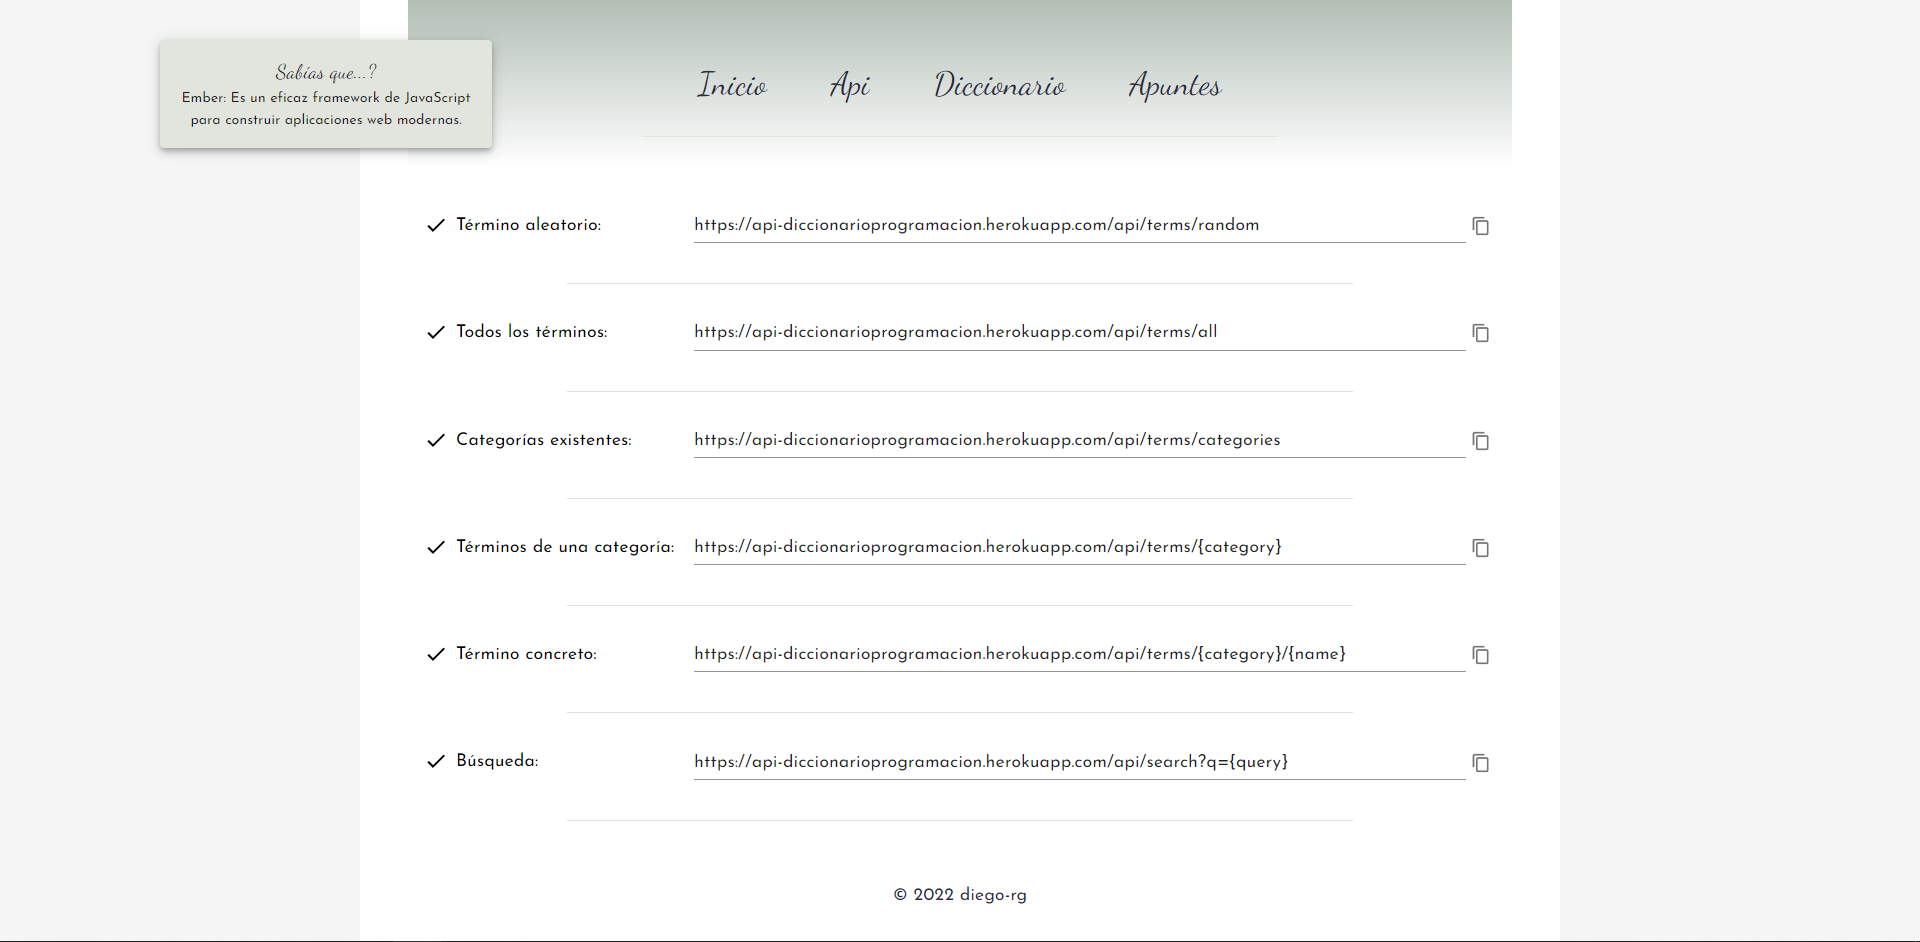 Sabías que...?
Ember: Es un eficaz framework de JavaScript
para construir aplicaciones web modernas.
Inicio Api Diccionario Apuntes
Término aleatorio: https://api-diccionarioprogramacion.herokuapp.com/api/terms/random
Todos los términos: https://api-diccionarioprogramacion.herokuapp.com/api/terms/all
Categorías existentes: https://api-diccionarioprogramacion.herokuapp.com/api/terms/categories
Términos de una categoría: https://api-diccionarioprogramacion.herokuapp.com/api/terms/{category}
Término concreto: https://api-diccionarioprogramacion.herokuapp.com/api/terms/{category}/{name}
Búsqueda: https://api-diccionarioprogramacion.herokuapp.com/api/search?q={query}
© 2022 diego-rg